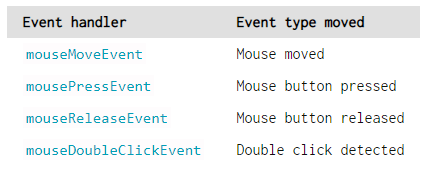 Event handler Event type moved
mouseMoveEvent Mouse moved
mousePressEvent Mouse button pressed
mouseReleaseEvent Mouse button released
mouseDoubleClickEvent Double click detected